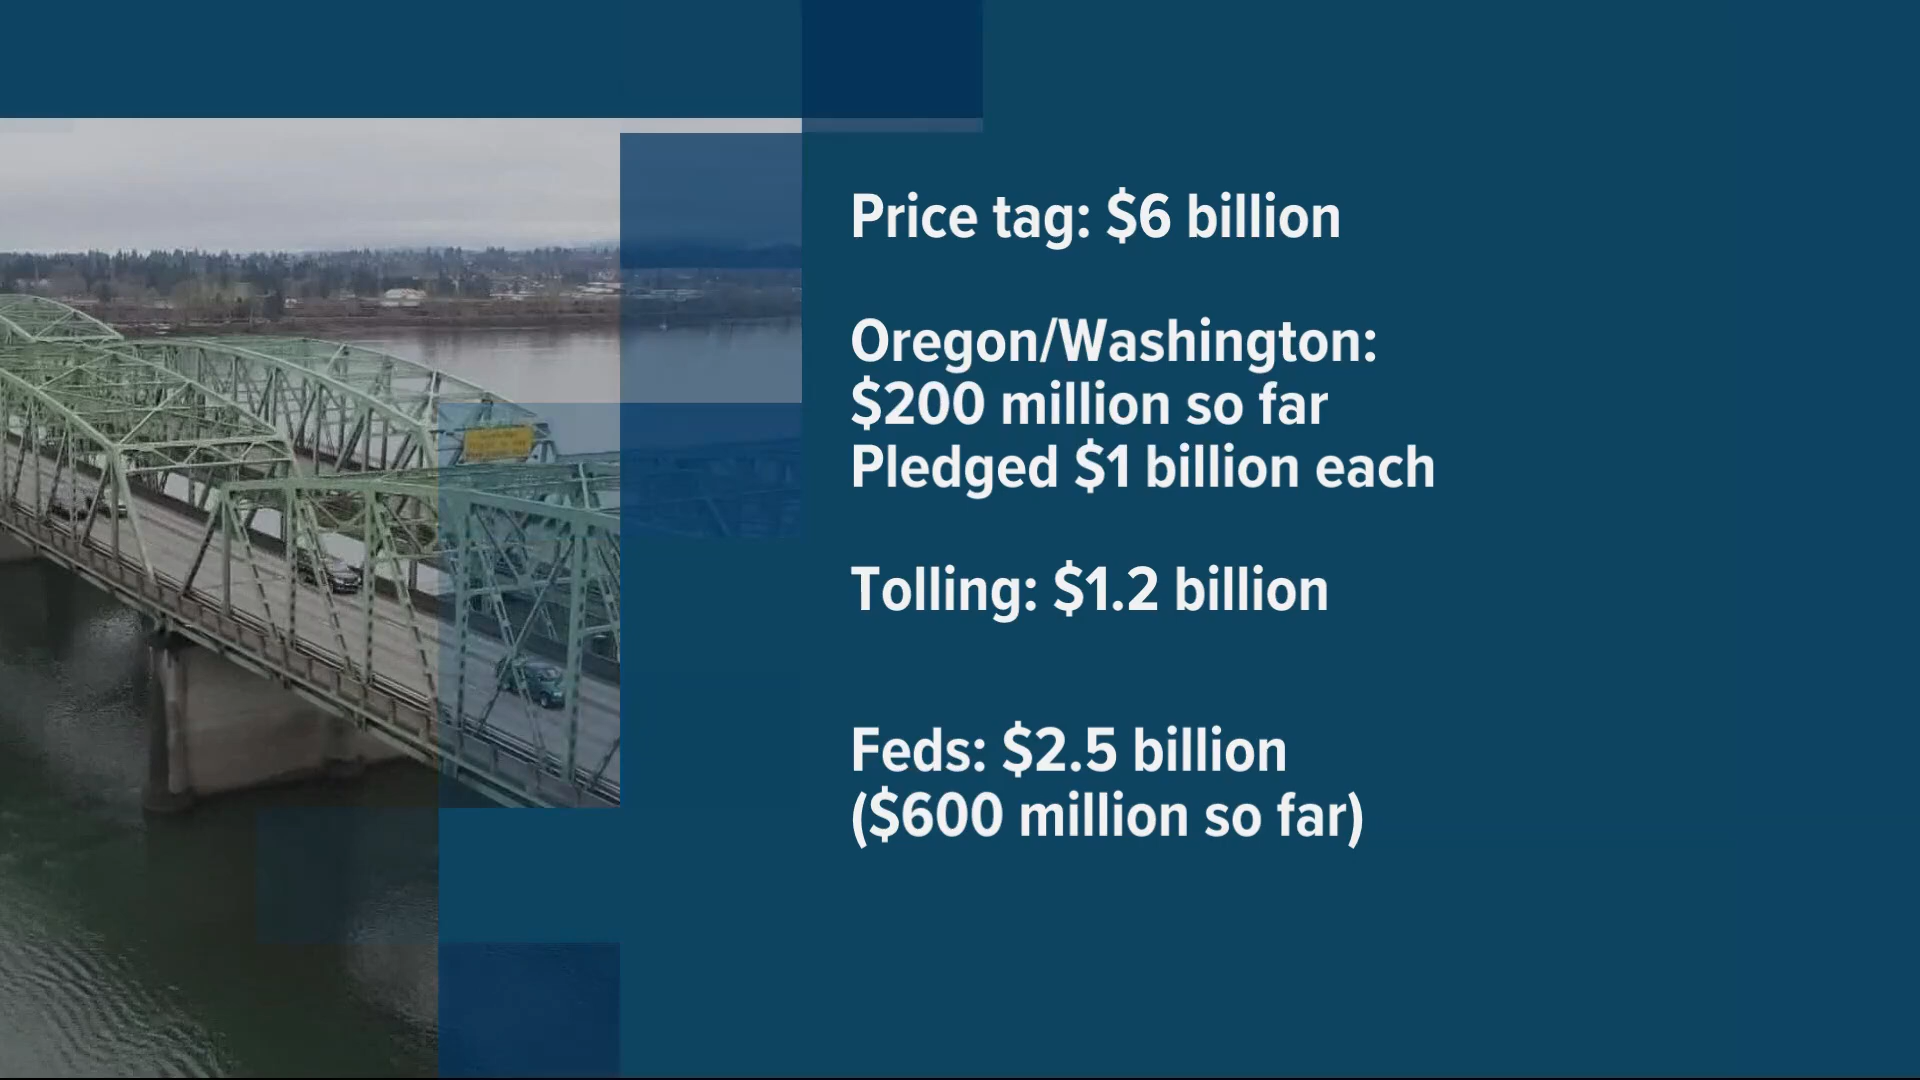 Price tag: $6 billion
Oregon/Washington:
$200 million so far
Pledged $1 billion each
Tolling: $1.2 billion
Feds: $2.5 billion
($600 million so far)